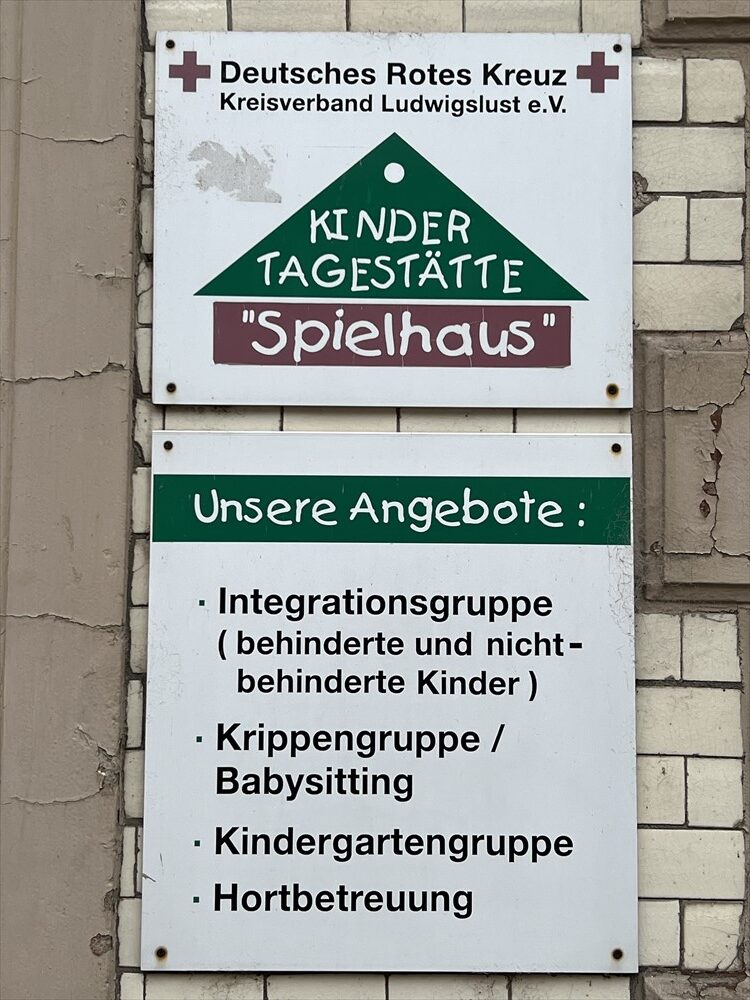 Deutsches Rotes Kreuz
Kreisverband Ludwigslust e.V.
KINDER
TAGESTÄTTE
"Spielhaus"
Unsere Angebote :
· Integrationsgruppe
( behinderte und nicht-
behinderte Kinder )
· Krippengruppe /
Babysitting
· Kindergartengruppe
· Hortbetreuung